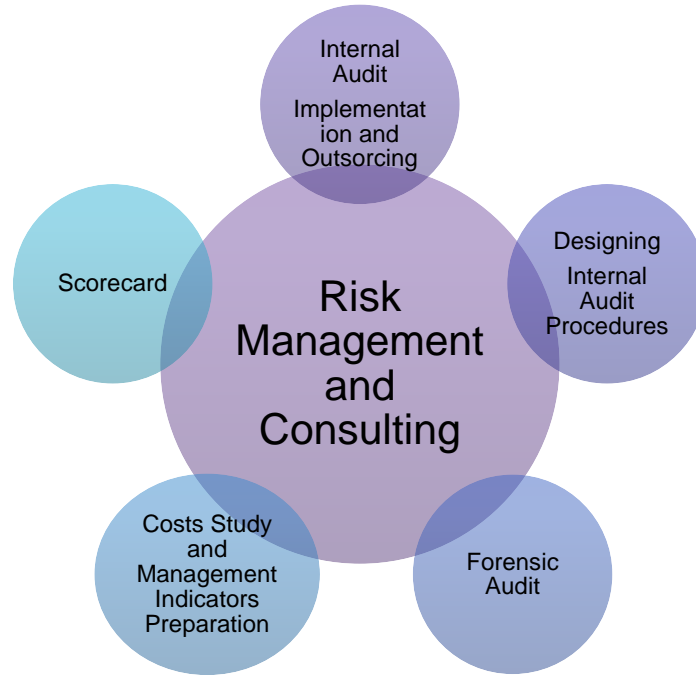 Internal
Audit
Implementat
ion and
Outsorcing
Designing
Internal
Audit
Procedures
Scorecard
Risk
Management
and
Consulting
Costs Study
and
Management
Indicators
Preparation
Forensic
Audit